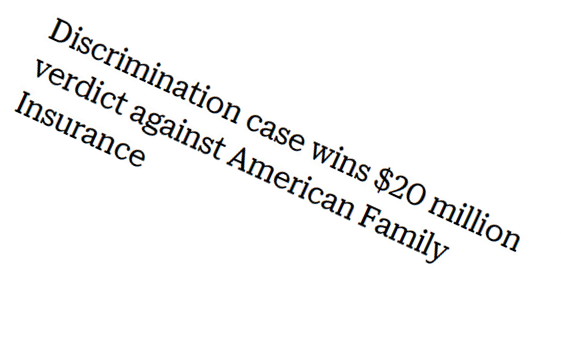 Discrimination case wins $20 million
verdict against American Family
Insurance